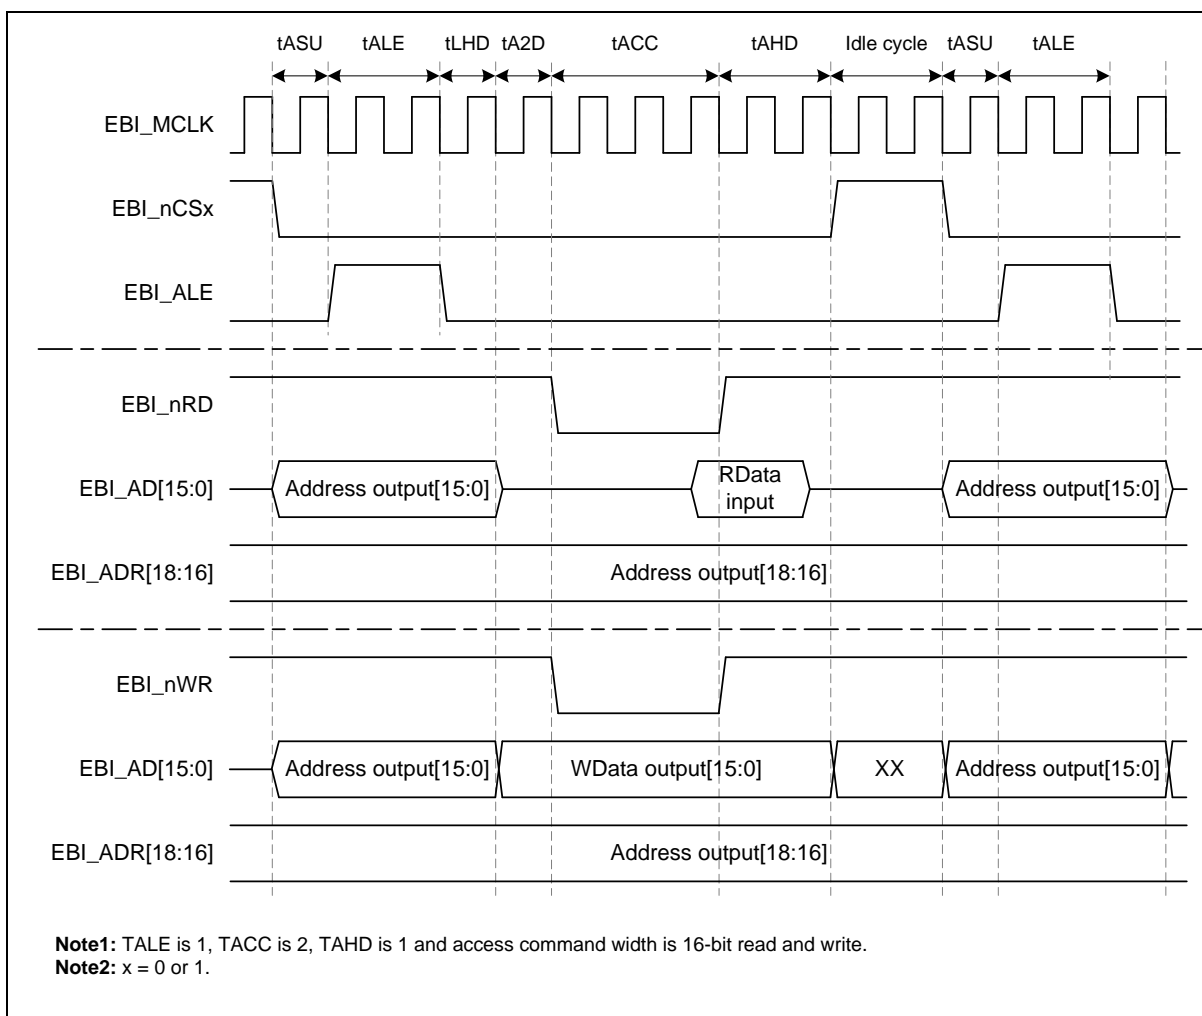 tASU tALE tLHD tA2D tACC tAHD Idle cycle tASU tALE
EBI_MCLK
EBI_nCSx
EBI_ALE
EBI_nRD
EBI_AD[15:0] Address output[15:0] RData input Address output[15:0]
EBI_ADR[18:16] Address output[18:16]
EBI_nWR
EBI_AD[15:0] Address output[15:0] WData output[15:0] XX Address output[15:0]
EBI_ADR[18:16] Address output[18:16]
Note1: TALE is 1, TACC is 2, TAHD is 1 and access command width is 16-bit read and write.
Note2: x = 0 or 1.